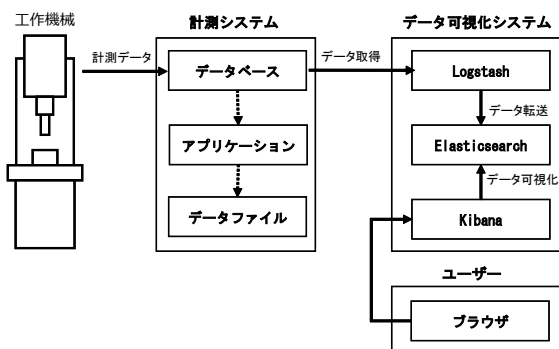 工作機械
計測システム
データ可視化システム
計測データ
データベース
データ取得
Logstash
データ転送
アプリケーション
Elasticsearch
データ可視化
データファイル
Kibana
ユーザー
ブラウザ